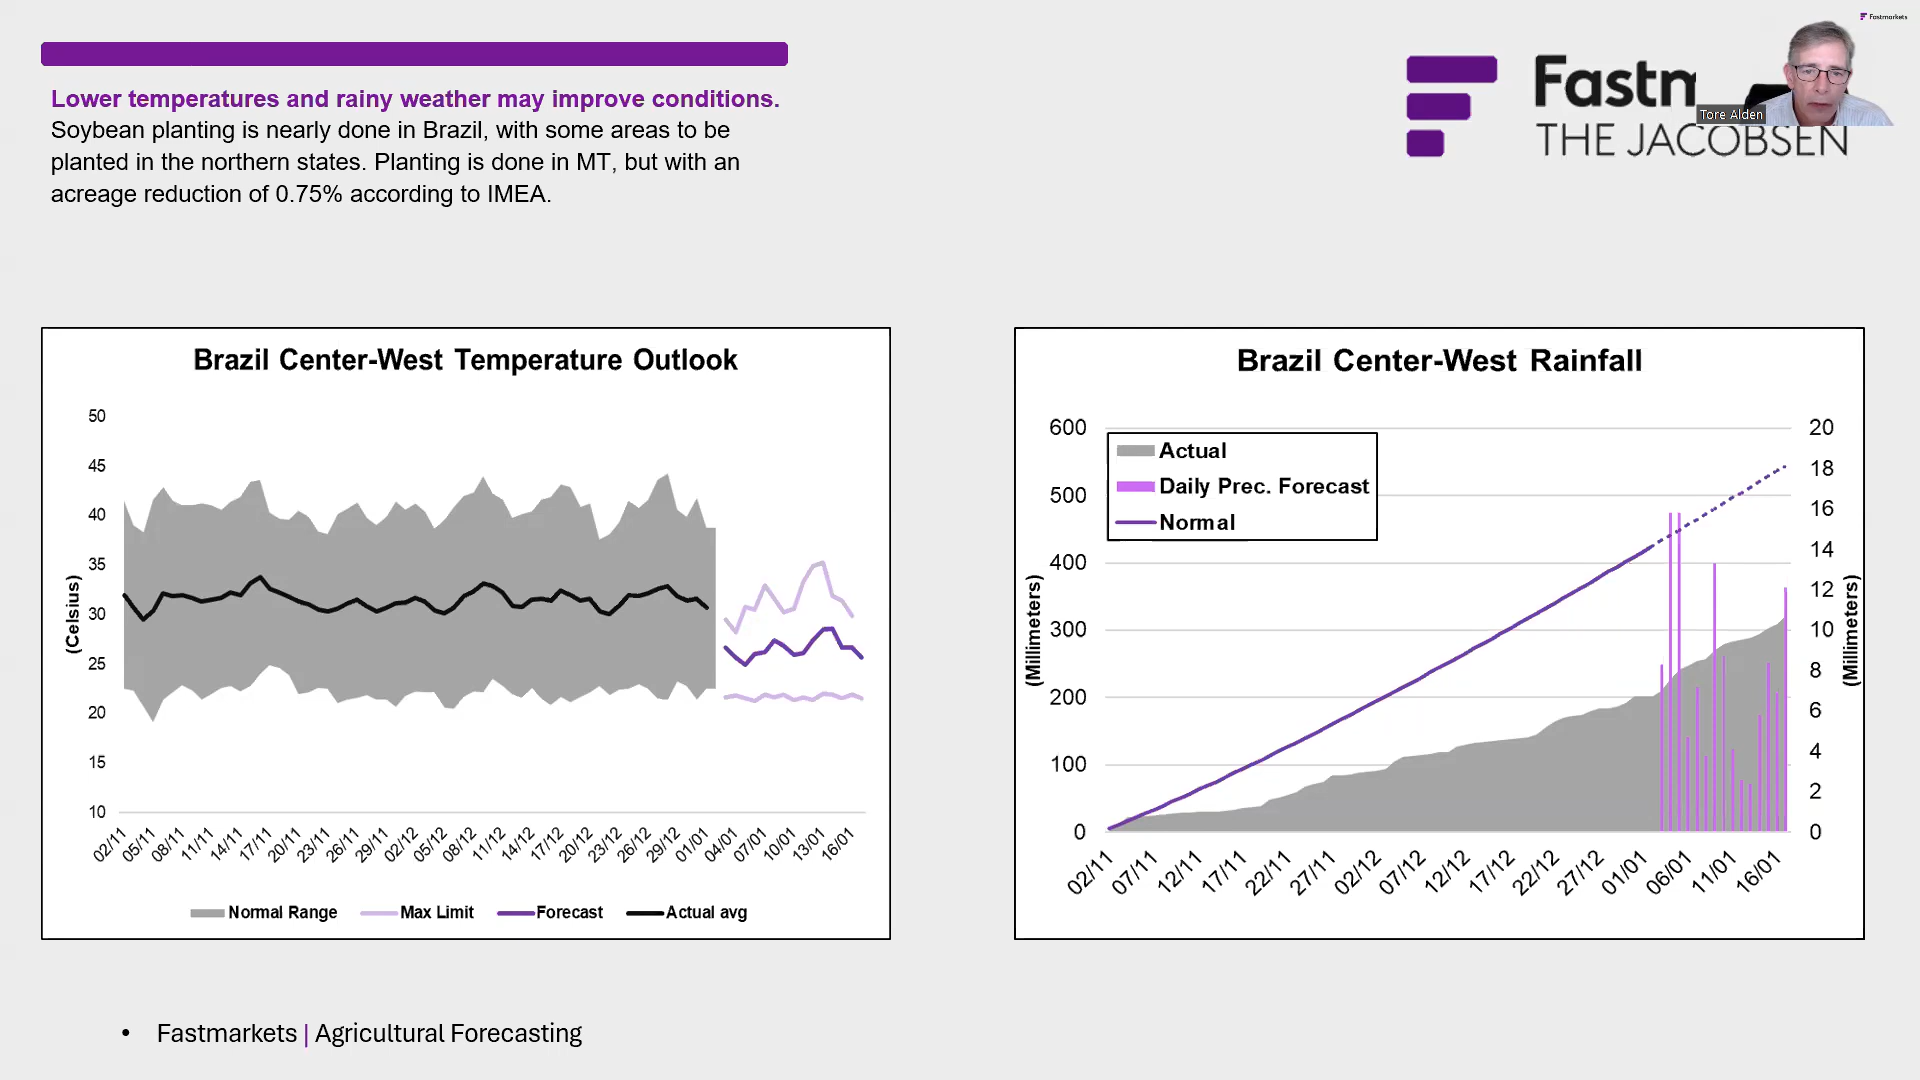 Fastmarkets
Lower temperatures and rainy weather may improve conditions.
Soybean planting is nearly done in Brazil, with some areas to be
planted in the northern states. Planting is done in MT, but with an
acreage reduction of 0.75% according to IMEA.
Fastm
THE JACOBSEN
Tore Alden
Brazil Center-West Temperature Outlook
(Celsius)
50
45
40
35
30
25
20
15
10
02/11 05/11 08/11 11/11 14/11 17/11 20/11 23/11 26/11 29/11 02/12 05/12 08/12 11/12 14/12 17/12 20/12 23/12 26/12 29/12 01/01 04/01 07/01 10/01 13/01 16/01
Normal Range Max Limit Forecast Actual avg
Brazil Center-West Rainfall
Actual
Daily Prec. Forecast
Normal
(Millimeters)
600
500
400
300
200
100
0
20
18
16
14
12
10
8
6
4
2
0
(Millimeters)
02/11 07/11 12/11 17/11 22/11 27/11 02/12 07/12 12/12 17/12 22/12 27/12 01/01 06/01 11/01 16/01
• Fastmarkets | Agricultural Forecasting